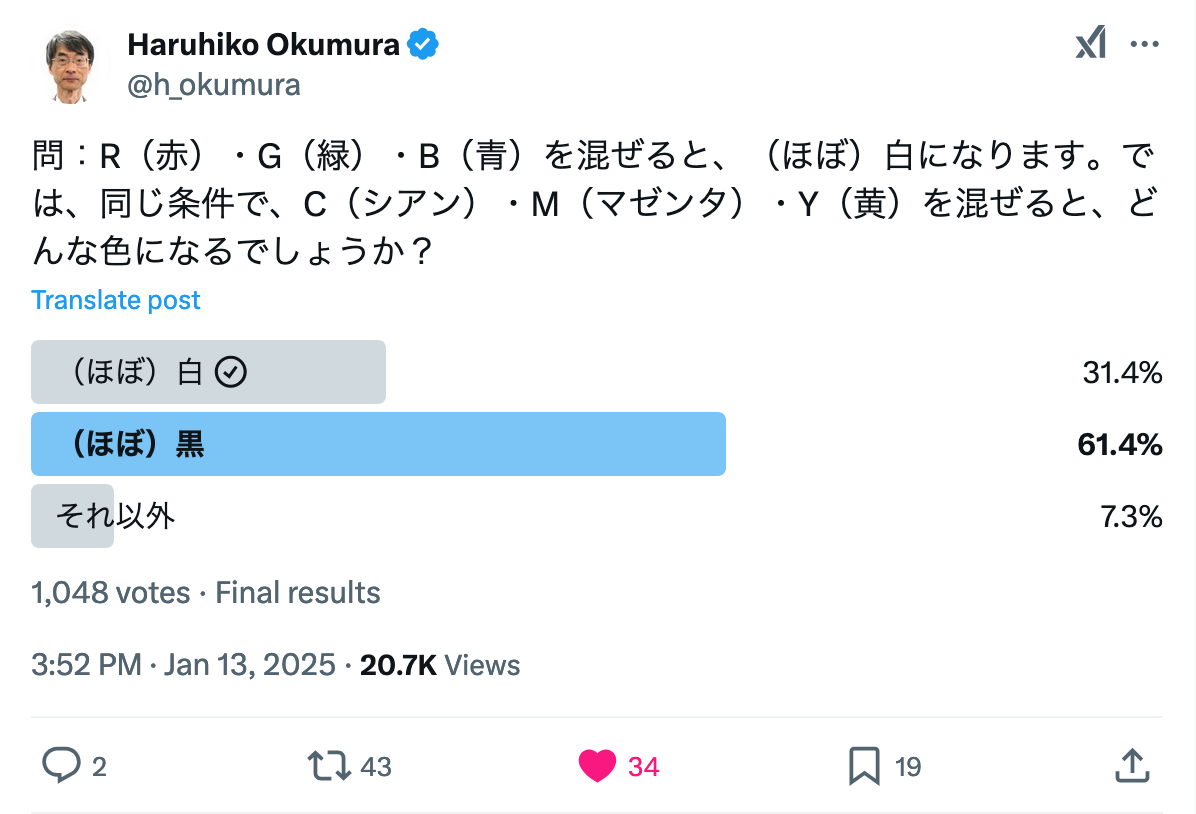 Haruhiko Okumura
@h_okumura
問：R（赤）・G（緑）・B（青）を混ぜると、（ほぼ）白になります。で
は、同じ条件で、C（シアン）・M（マゼンタ）・Y（黄）を混ぜると、ど
んな色になるでしょうか？
Translate post
（ほぼ）白 31.4%
（ほぼ）黒 61.4%
それ以外 7.3%
1,048 votes · Final results
3:52 PM · Jan 13, 2025 · 20.7K Views
2 43 34 19